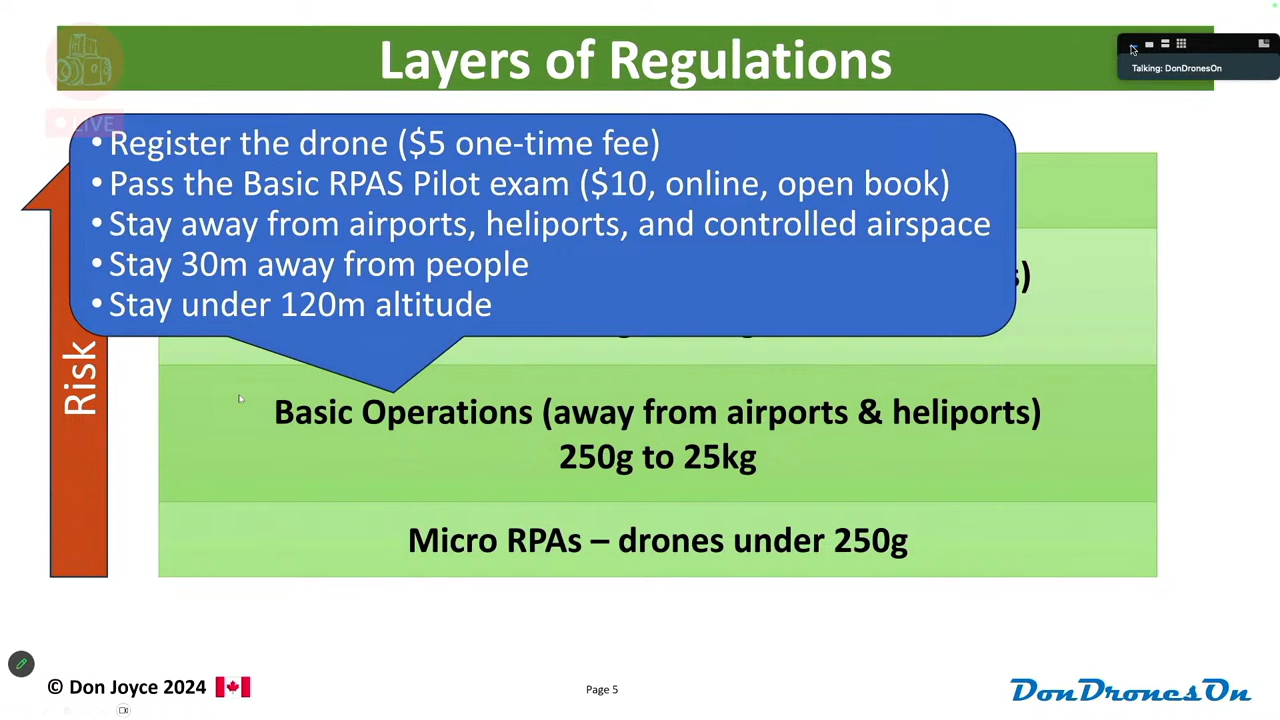 Layers of Regulations
Talking: DonDronesOn
LIVE
• Register the drone ($5 one-time fee)
• Pass the Basic RPAS Pilot exam ($10, online, open book)
• Stay away from airports, heliports, and controlled airspace
• Stay 30m away from people
• Stay under 120m altitude
s)
Risk
Basic Operations (away from airports & heliports)
250g to 25kg
Micro RPAs – drones under 250g
© Don Joyce 2024
Page 5
DonDronesOn